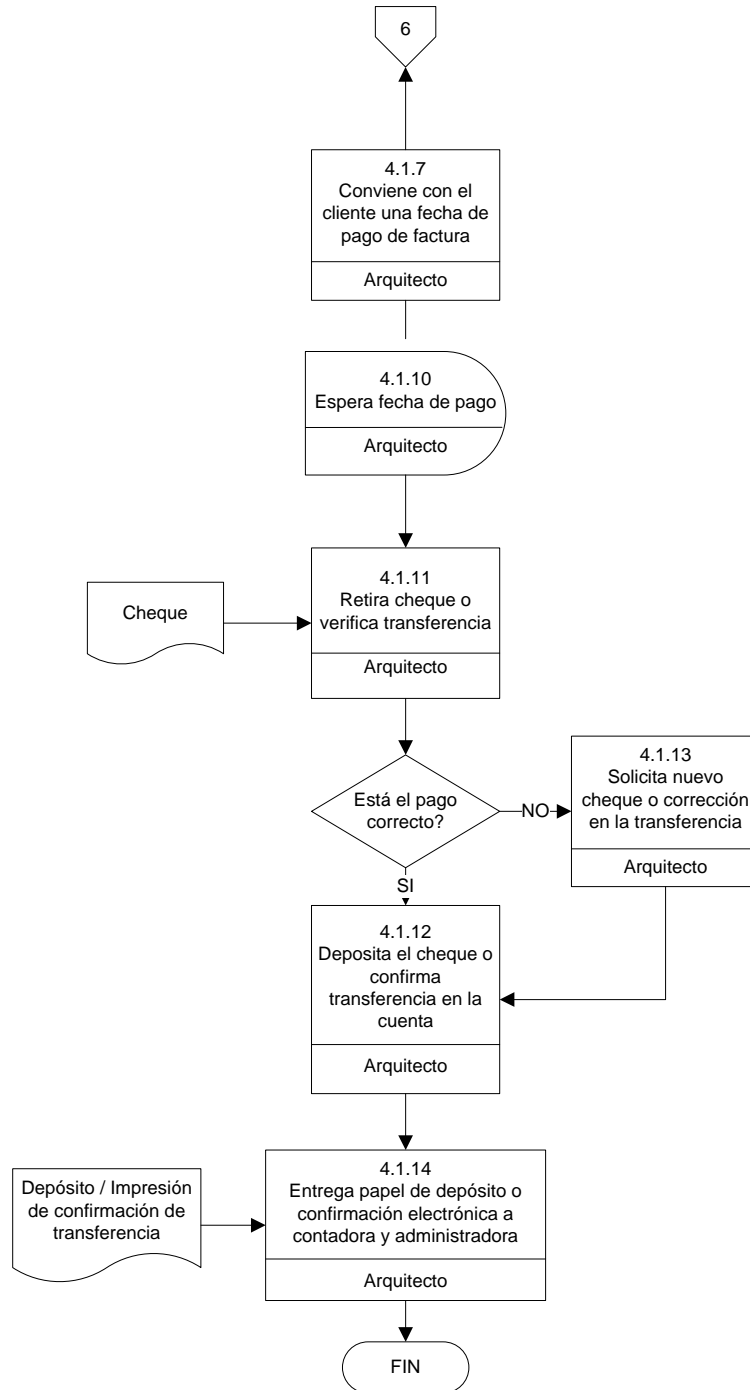 6
4.1.7
Conviene con el
cliente una fecha de
pago de factura
Arquitecto
4.1.10
Espera fecha de pago
Arquitecto
4.1.11
Retira cheque o
verifica transferencia
Arquitecto
Cheque
Está el pago
correcto?
NO
SI
4.1.13
Solicita nuevo
cheque o corrección
en la transferencia
Arquitecto
4.1.12
Deposita el cheque o
confirma
transferencia en la
cuenta
Arquitecto
Depósito / Impresión
de confirmación de
transferencia
4.1.14
Entrega papel de depósito o
confirmación electrónica a
contadora y administradora
Arquitecto
FIN